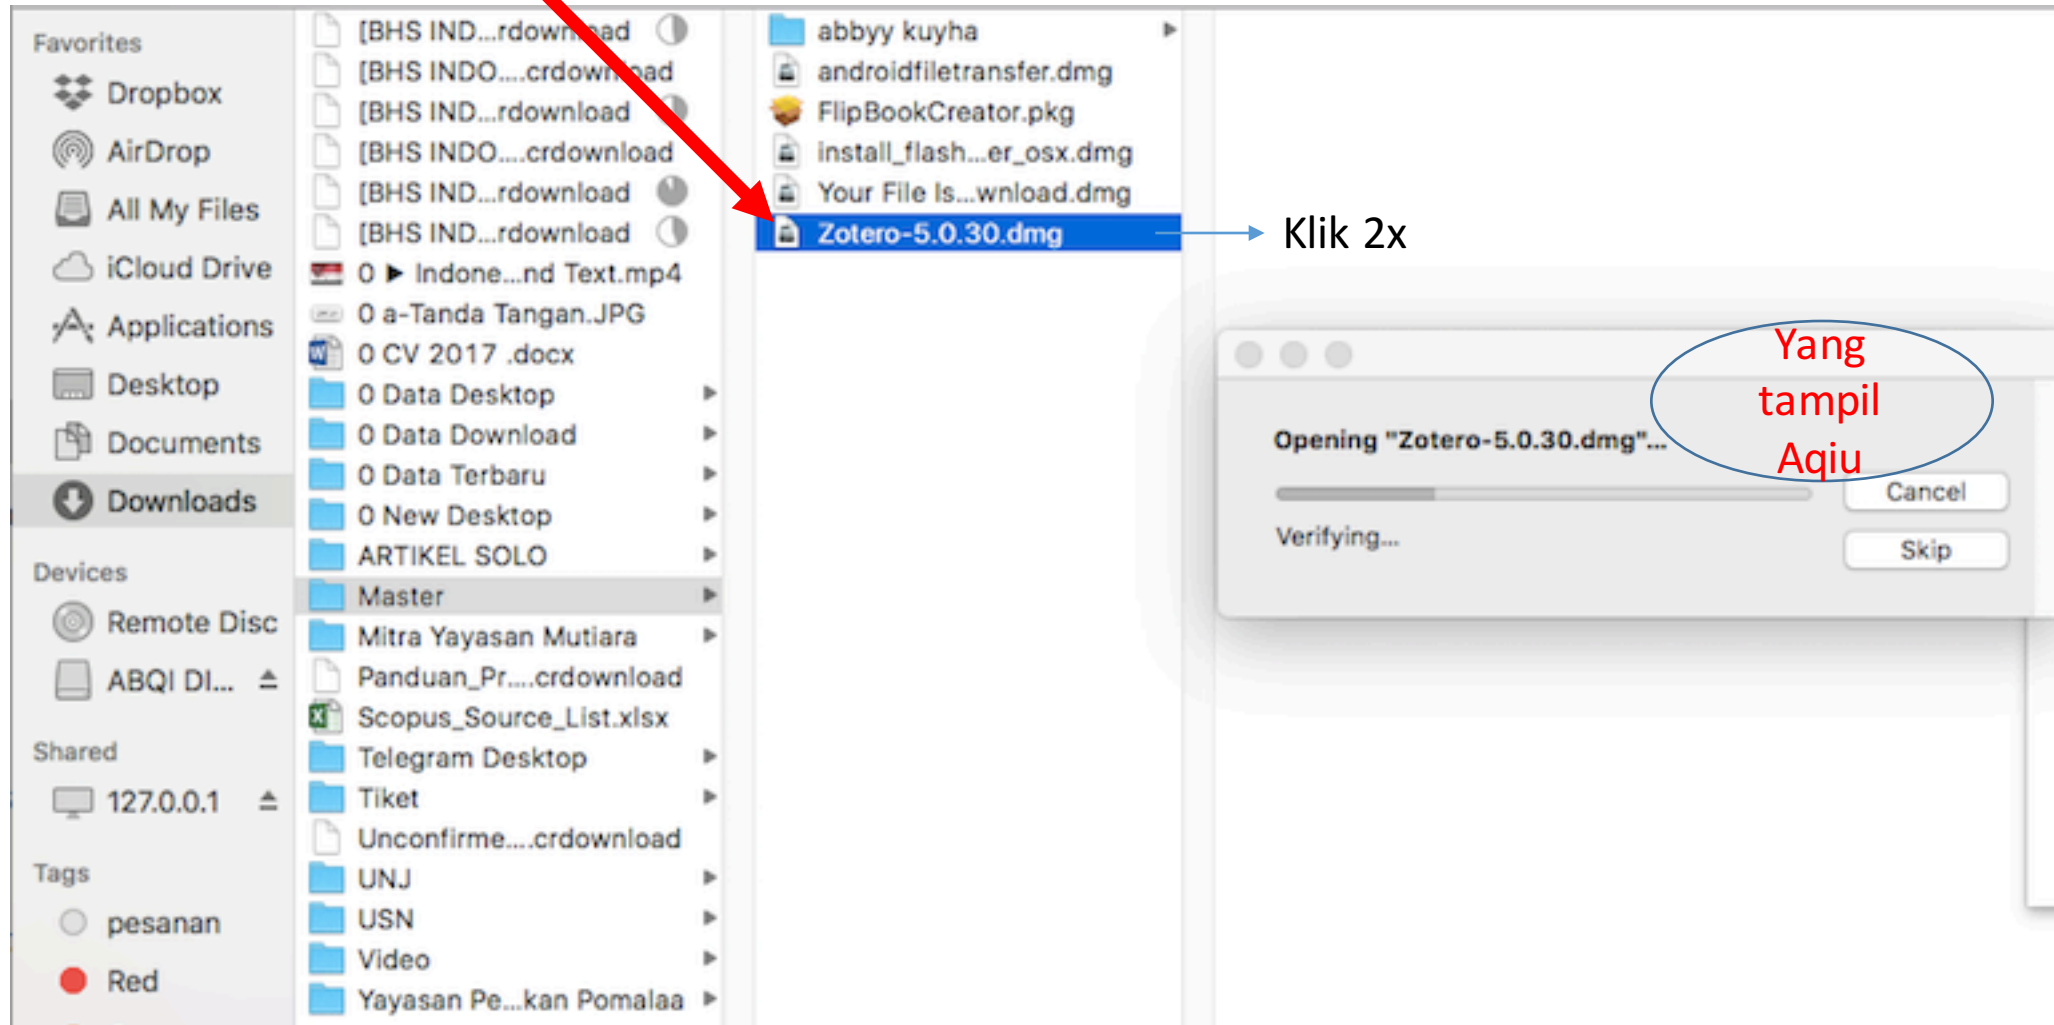 Favorites
Dropbox
AirDrop
All My Files
iCloud Drive
Applications
Desktop
Documents
Downloads
Devices
Remote Disc
ABQI DI...
Shared
127.0.0.1
Tags
pesanan
Red
[BHS IND...rdownload
[BHS INDO....crdownload
[BHS IND...rdownload
[BHS INDO....crdownload
[BHS IND...rdownload
[BHS IND...rdownload
0 ▶ Indone...nd Text.mp4
0 a-Tanda Tangan.JPG
0 CV 2017 .docx
0 Data Desktop
0 Data Download
0 Data Terbaru
0 New Desktop
ARTIKEL SOLO
Master
Mitra Yayasan Mutiara
Panduan_Pr....crdownload
Scopus_Source_List.xlsx
Telegram Desktop
Tiket
Unconfirme....crdownload
UNJ
USN
Video
Yayasan Pe...kan Pomalaa
abbyy kuyha
androidfiletransfer.dmg
FlipBookCreator.pkg
install_flash...er_osx.dmg
Your File Is...wnload.dmg
Zotero-5.0.30.dmg
Klik 2x
Yang
tampil
Aqiu
Opening "Zotero-5.0.30.dmg"...
Cancel
Verifying...
Skip